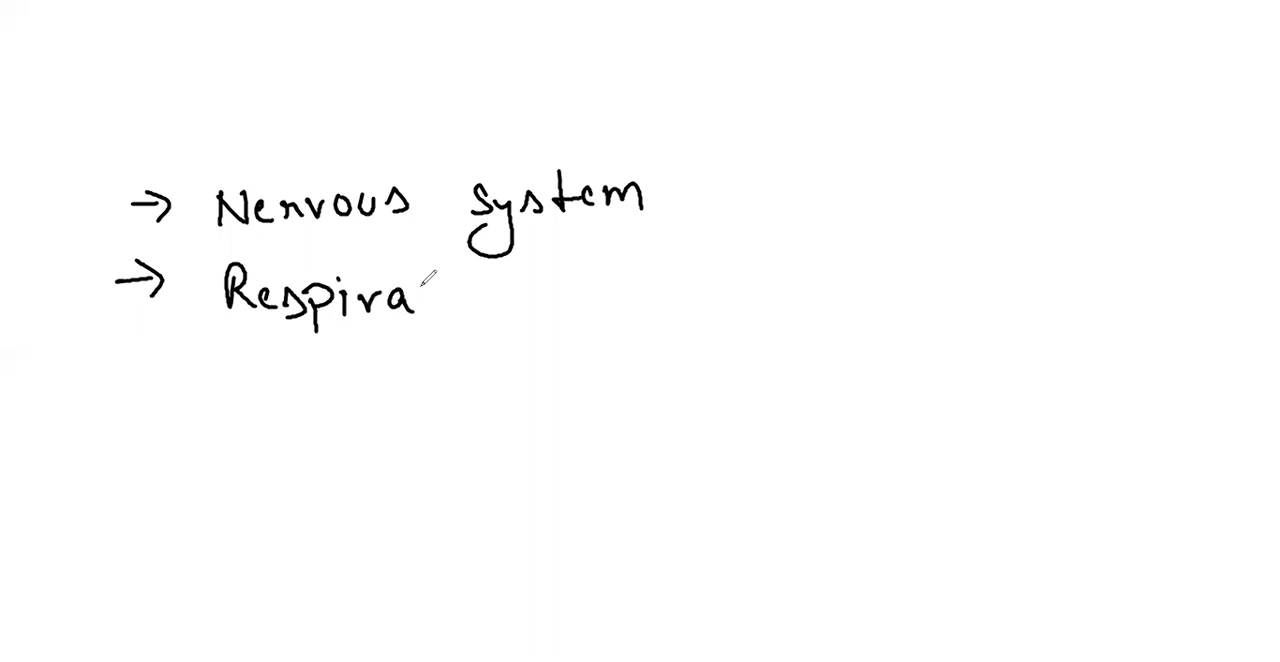 → Nervous system
→ Respira